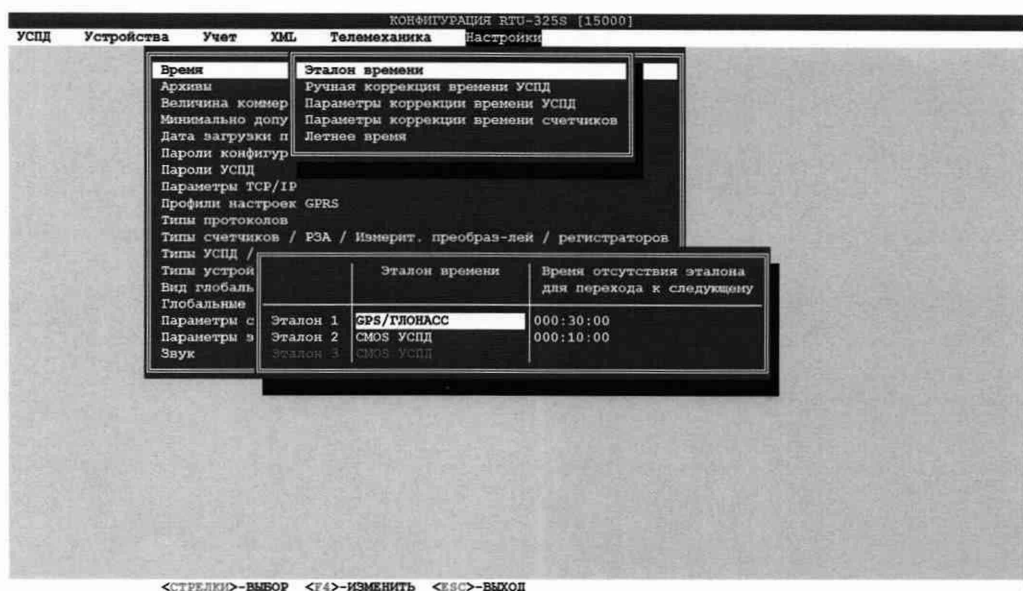 КОНФИГУРАЦИЯ RTU-325S [15000]
УСПД Устройства Учет XML Телемеханика Настройки
Время
Архивы
Величина коммер
Минимально допу
Дата загрузки п
Пароли конфигур
Пароли УСПД
Параметры TCP/IP
Профили настроек GPRS
Типы протоколов
Типы счетчиков / РЗА / Измерит. преобраз-лей / регистраторов
Типы УСПД /
Типы устрой
Вид глобаль
Глобальные
Параметры с
Параметры э
Звук
Эталон времени
Ручная коррекция времени УСПД
Параметры коррекции времени УСПД
Параметры коррекции времени счетчиков
Летнее время
Эталон времени
Время отсутствия эталона
для перехода к следующему
Эталон 1 GPS/ГЛОНАСС 000:30:00
Эталон 2 CMOS УСПД 000:10:00
Эталон 3 CMOS УСПД
<СТРЕЛКИ>-ВЫБОР <F4>-ИЗМЕНИТЬ <ESC>-ВЫХОД